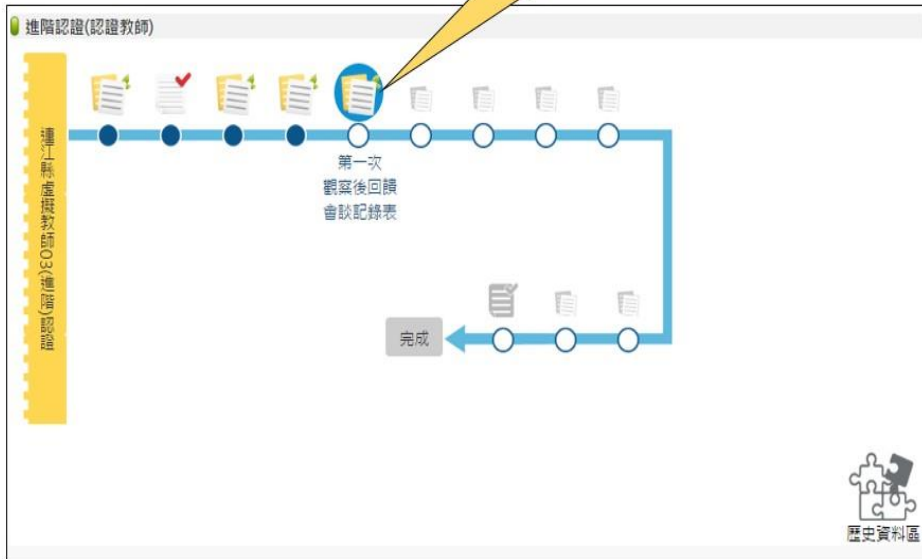 進階認證(認證教師)
連江縣虛擬教師03(進階)認證
第一次
觀察後回饋
會談記錄表
完成
歷史資料區